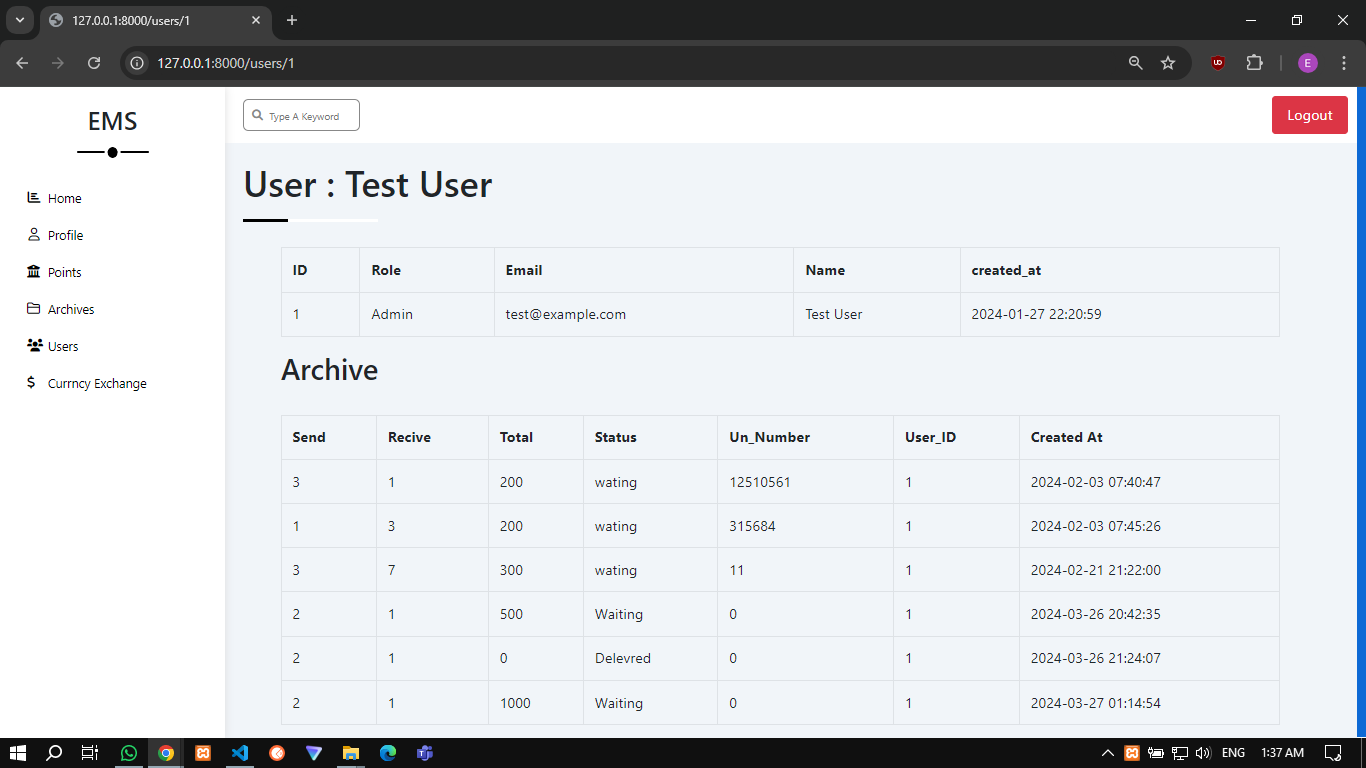 127.0.0.1:8000/users/1
127.0.0.1:8000/users/1
E
EMS
Type A Keyword
Logout
Home
Profile
Points
Archives
Users
Currncy Exchange
User : Test User
ID Role Email Name created_at
1 Admin test@example.com Test User 2024-01-27 22:20:59
Archive
Send Recive Total Status Un_Number User_ID Created At
3 1 200 wating 12510561 1 2024-02-03 07:40:47
1 3 200 wating 315684 1 2024-02-03 07:45:26
3 7 300 wating 11 1 2024-02-21 21:22:00
2 1 500 Waiting 0 1 2024-03-26 20:42:35
2 1 0 Delevred 0 1 2024-03-26 21:24:07
2 1 1000 Waiting 0 1 2024-03-27 01:14:54
ENG 1:37 AM